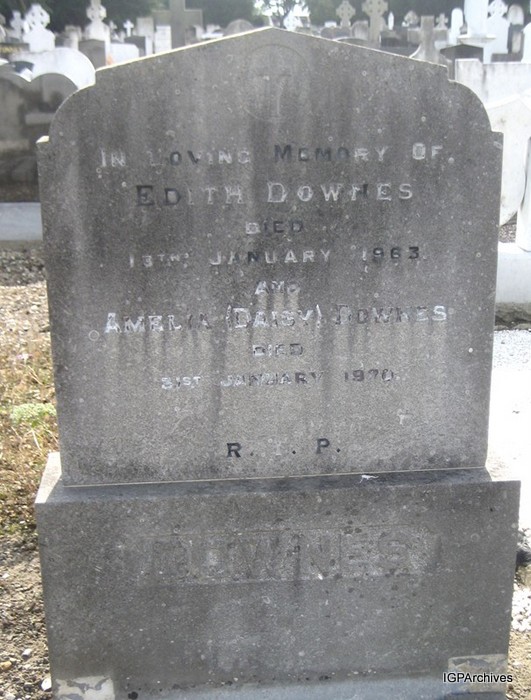 IN LOVING MEMORY OF
EDITH DOWNES
DIED
13TH JANUARY 1963
AND
AMELIA (DAISY) DOWNES
DIED
31ST JANUARY 1970
R.I.P.
DOWNES
IGPArchives